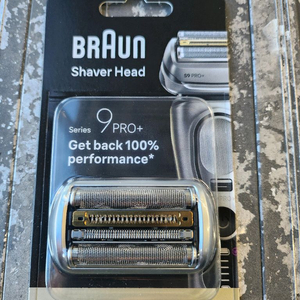 BRAUN
Shaver Head
S9 PRO+
Series 9 PRO+
Get back 100%
performance*